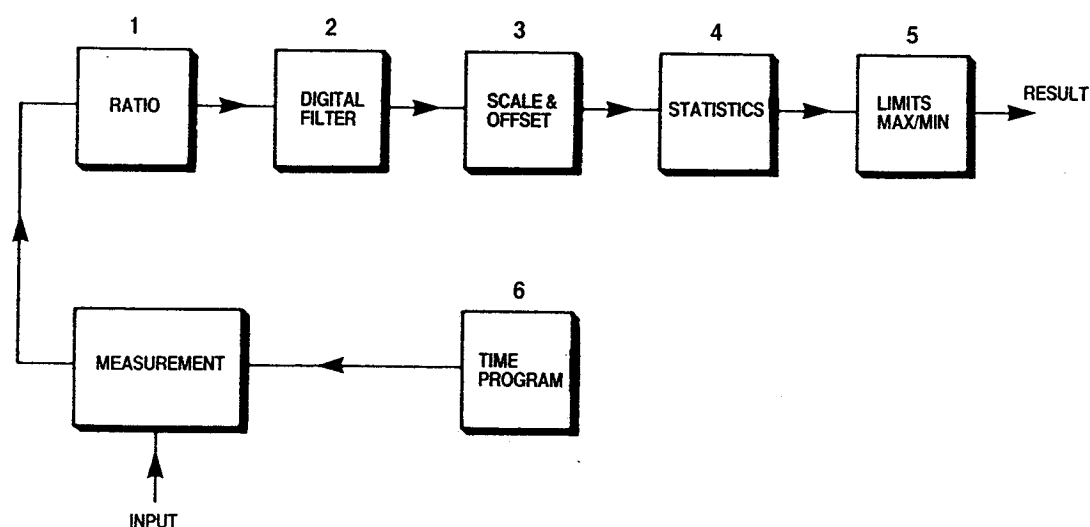 1
2
3
4
5
RATIO
DIGITAL
FILTER
SCALE &
OFFSET
STATISTICS
LIMITS
MAX/MIN
RESULT
6
MEASUREMENT
TIME
PROGRAM
INPUT